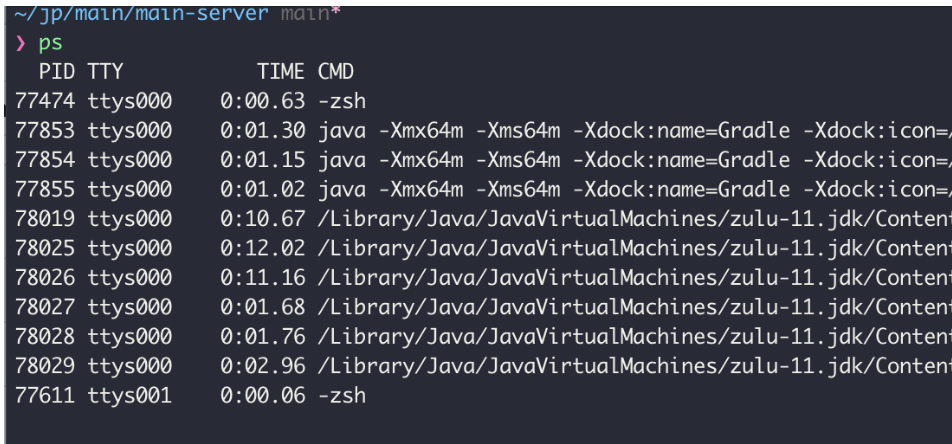 ~/jp/main/main-server main*
❯ ps
  PID TTY           TIME CMD
77474 ttys000    0:00.63 -zsh
77853 ttys000    0:01.30 java -Xmx64m -Xms64m -Xdock:name=Gradle -Xdock:icon=/
77854 ttys000    0:01.15 java -Xmx64m -Xms64m -Xdock:name=Gradle -Xdock:icon=/
77855 ttys000    0:01.02 java -Xmx64m -Xms64m -Xdock:name=Gradle -Xdock:icon=/
78019 ttys000    0:10.67 /Library/Java/JavaVirtualMachines/zulu-11.jdk/Content
78025 ttys000    0:12.02 /Library/Java/JavaVirtualMachines/zulu-11.jdk/Content
78026 ttys000    0:11.16 /Library/Java/JavaVirtualMachines/zulu-11.jdk/Content
78027 ttys000    0:01.68 /Library/Java/JavaVirtualMachines/zulu-11.jdk/Content
78028 ttys000    0:01.76 /Library/Java/JavaVirtualMachines/zulu-11.jdk/Content
78029 ttys000    0:02.96 /Library/Java/JavaVirtualMachines/zulu-11.jdk/Content
77611 ttys001    0:00.06 -zsh